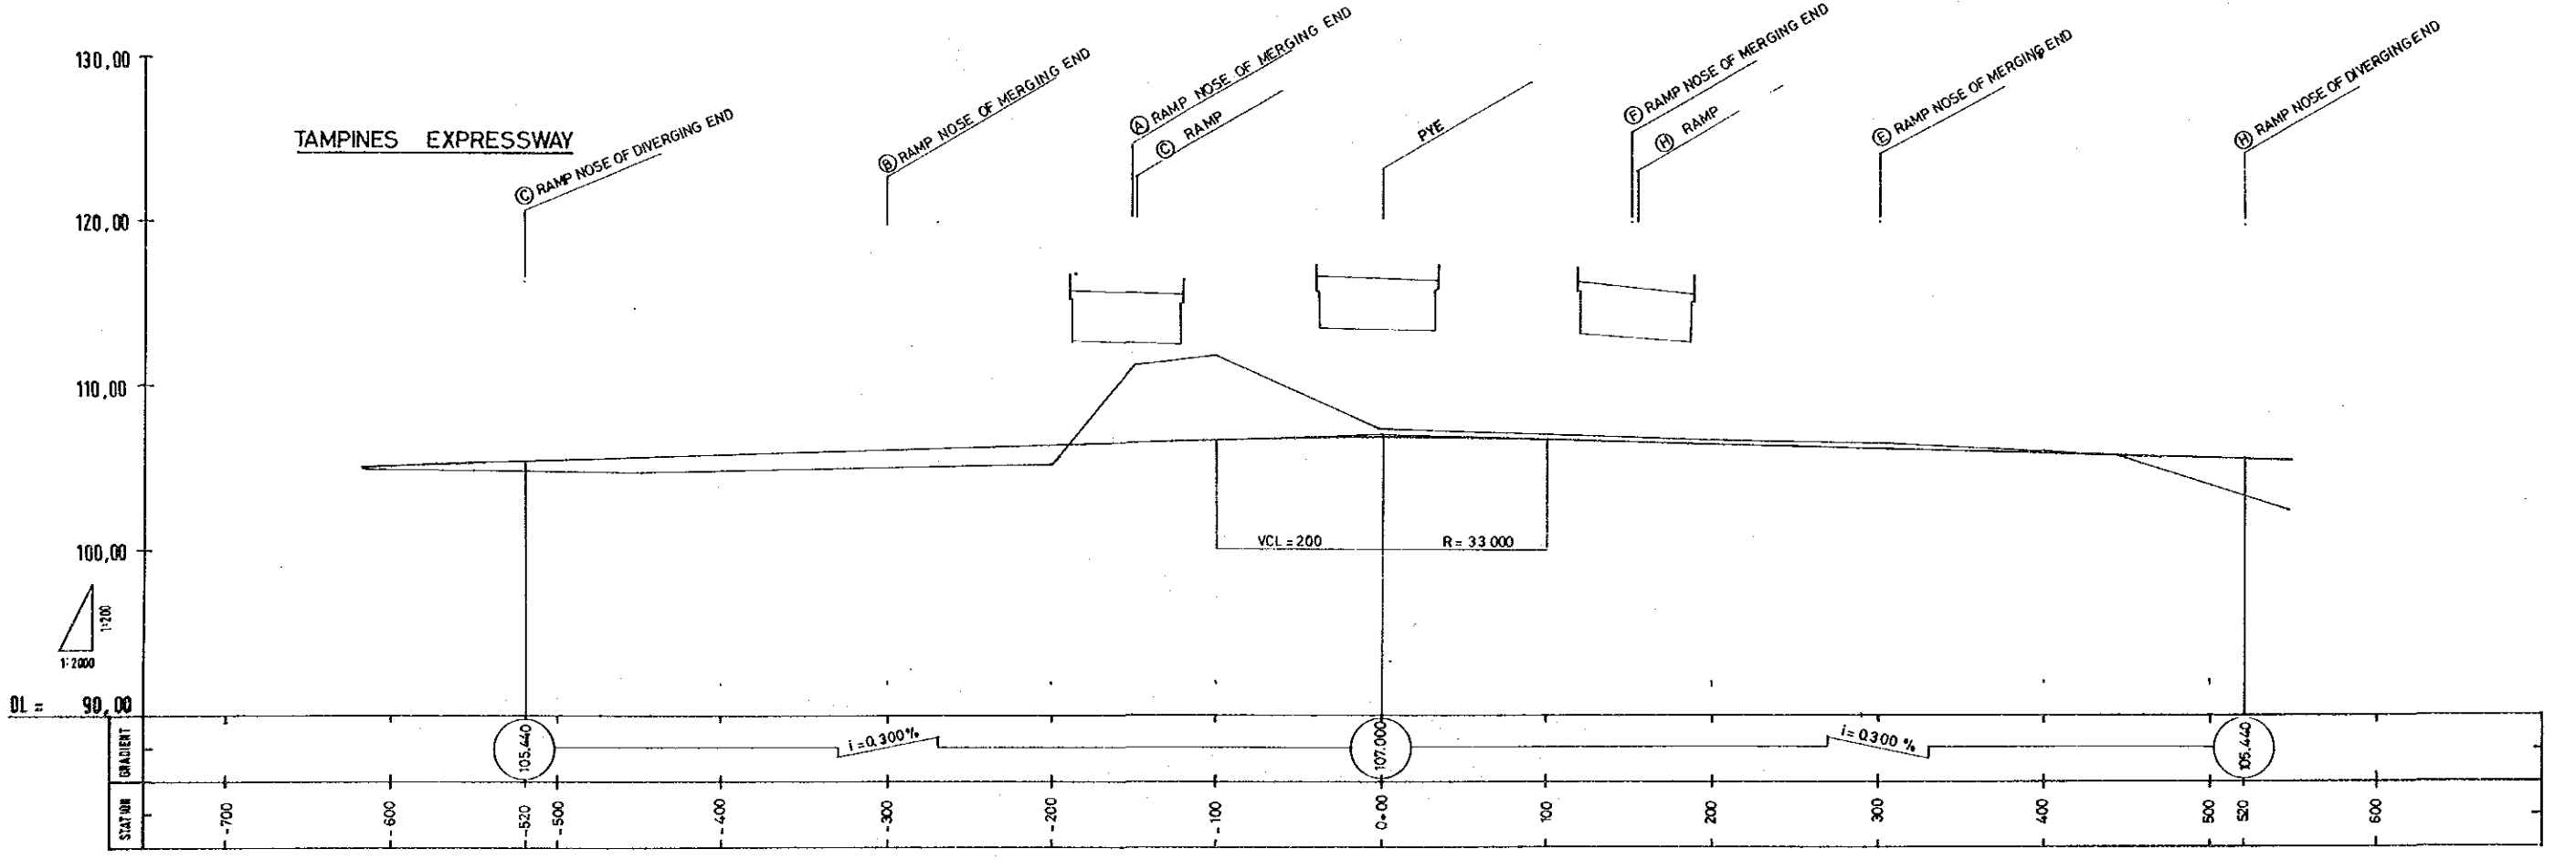 130,00
120,00
110,00
100,00
DL = 90,00
TAMPINES EXPRESSWAY
Ⓒ RAMP NOSE OF DIVERGING END
Ⓑ RAMP NOSE OF MERGING END
Ⓐ RAMP NOSE OF MERGING END
Ⓒ RAMP
PYE
Ⓕ RAMP NOSE OF MERGING END
Ⓗ RAMP
Ⓔ RAMP NOSE OF MERGING END
Ⓗ RAMP NOSE OF DIVERGING END
VCL = 200 R = 33 000
1:200
1:2000
GRADIENT 105.440 i = 0.300 % 107.000 i = 0.300 % 105.440
STATION -700 -600 -520 -500 -400 -300 -200 -100 0+00 100 200 300 400 500 520 600